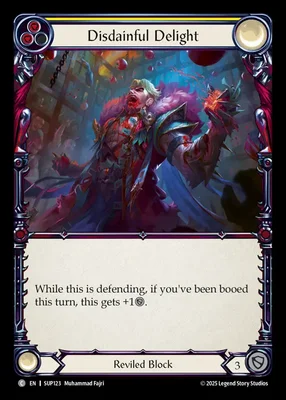 Disdainful Delight
While this is defending, if you've been booed
this turn, this gets +1.
Reviled Block
3
C EN | SUP123 Muhammad Fajri
© 2025 Legend Story Studios